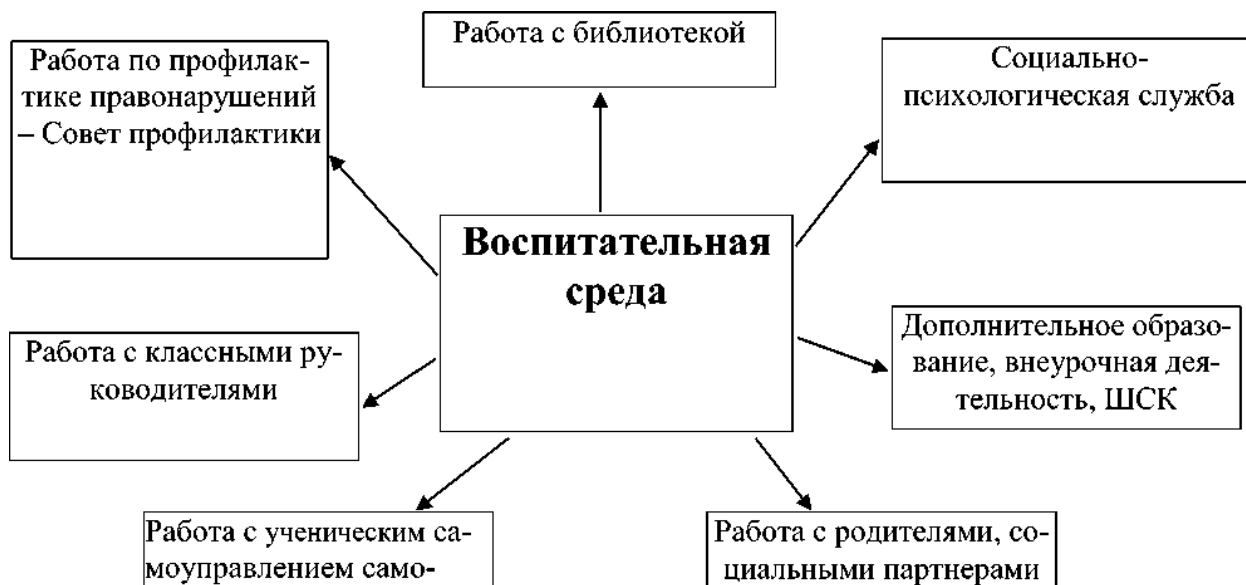 Работа с библиотекой
Работа по профилак-
тике правонарушений
– Совет профилактики
Социально-
психологическая служба
Воспитательная
среда
Работа с классными ру-
ководителями
Дополнительное образо-
вание, внеурочная дея-
тельность, ШСК
Работа с ученическим са-
моуправлением само-
Работа с родителями, со-
циальными партнерами